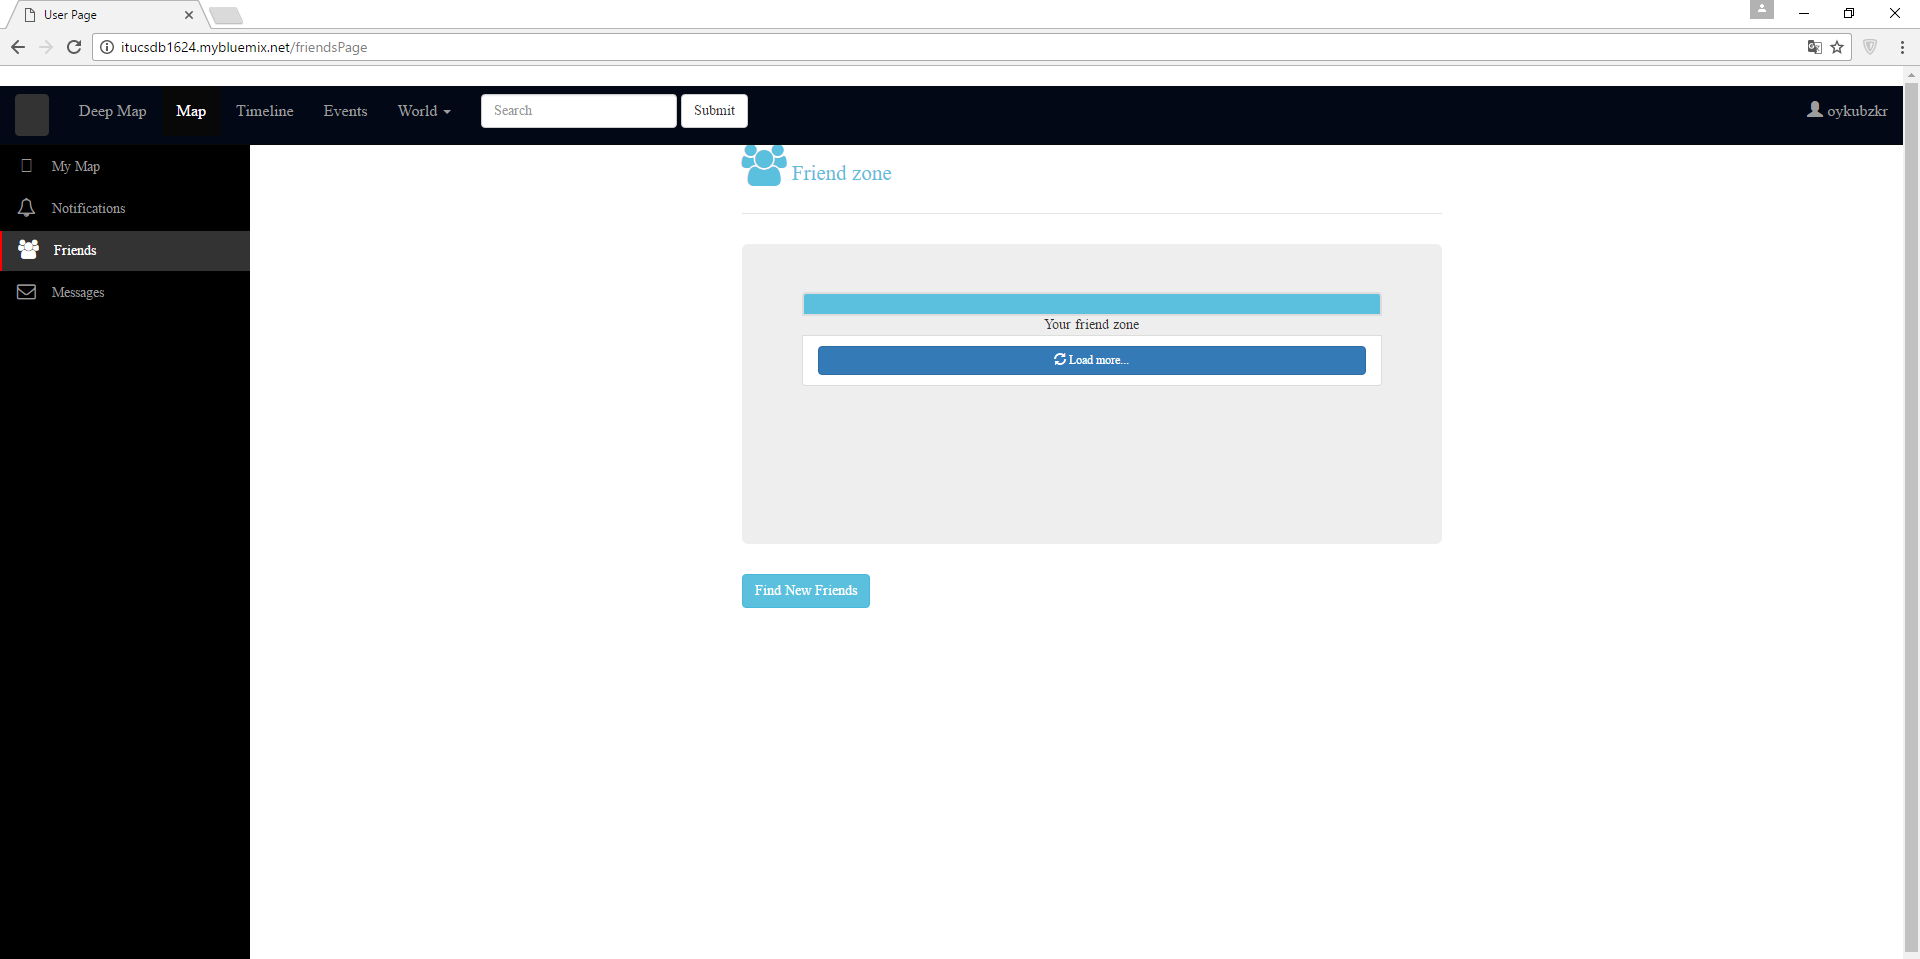 User Page
itucsdb1624.mybluemix.net/friendsPage
Deep Map Map Timeline Events World Search Submit oykubzkr
My Map
Notifications
Friends
Messages
Friend zone
Your friend zone
Load more...
Find New Friends